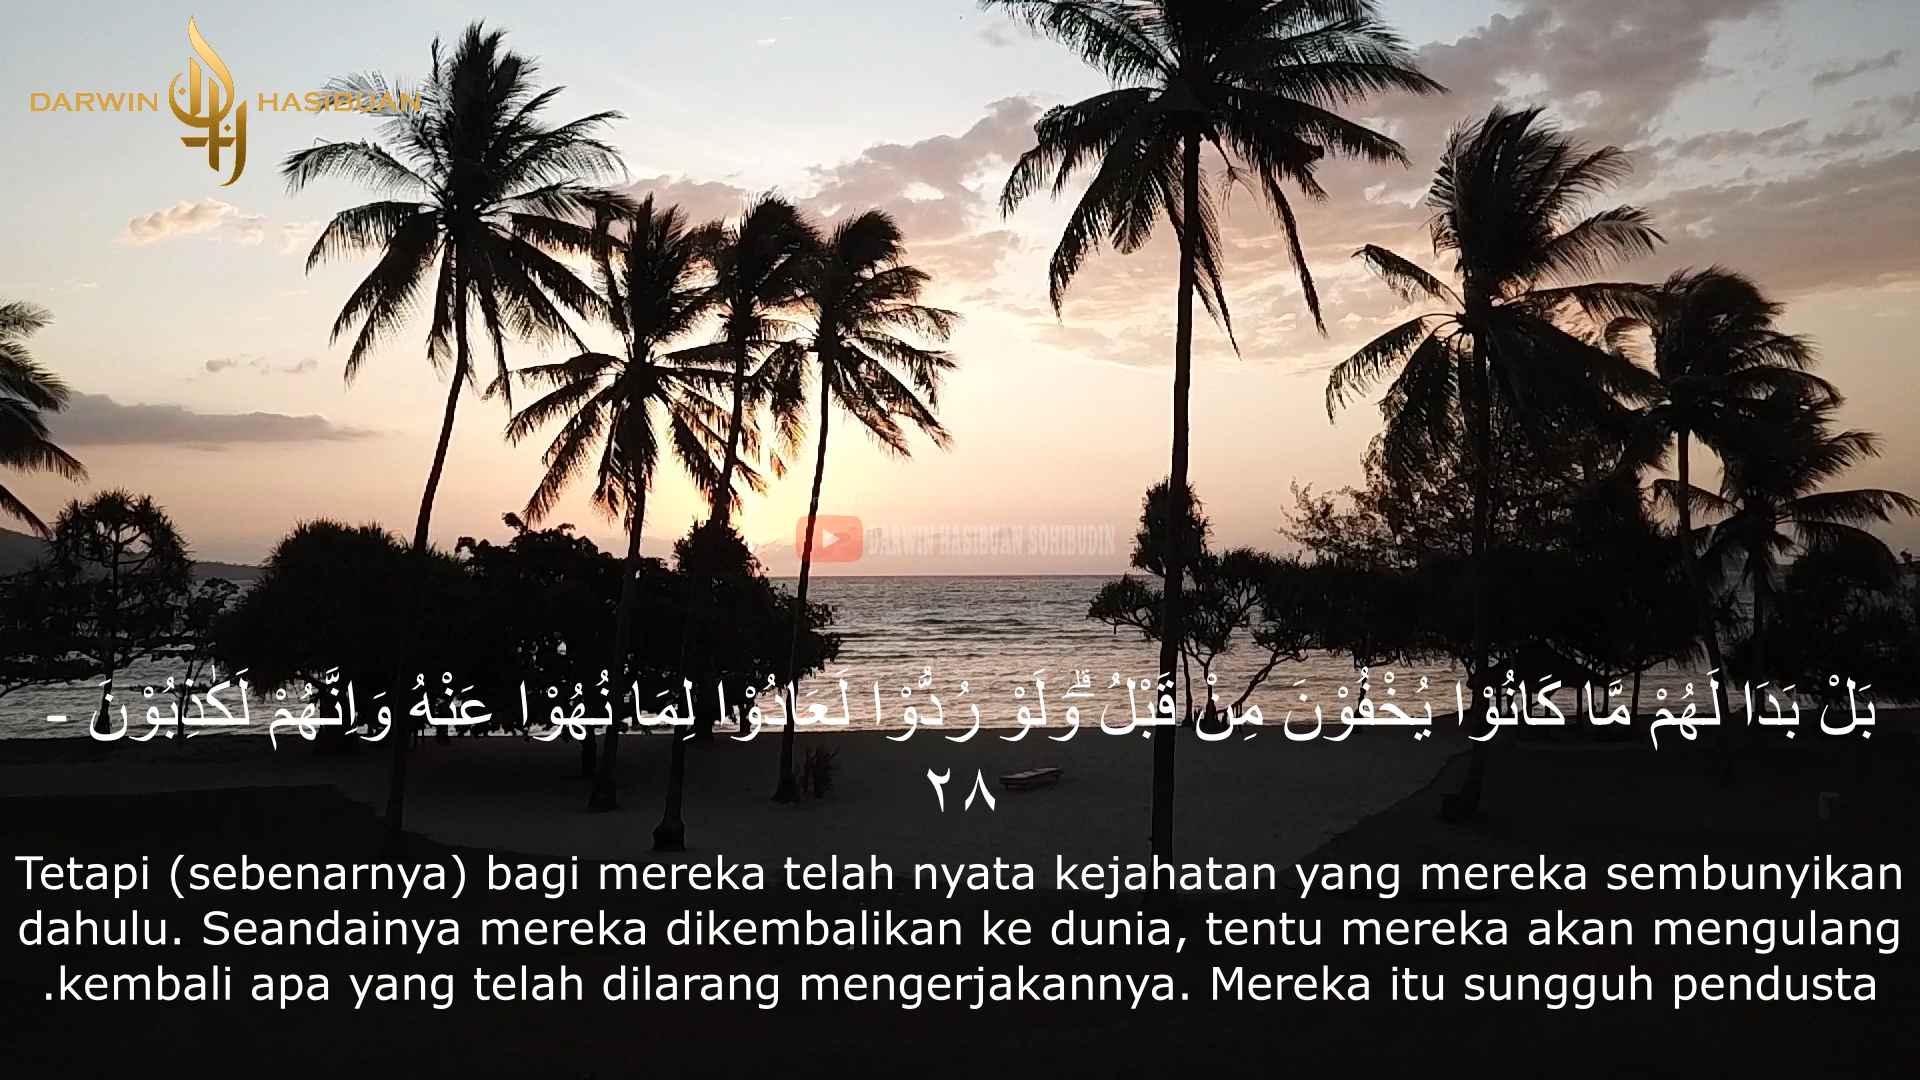 DARWIN HASIBUAN
DARWIN HASIBUAN SOHIBUDIN
بَلْ بَدَا لَهُمْ مَّا كَانُوْا يُخْفُوْنَ مِنْ قَبْلُ ۗوَلَوْ رُدُّوْا لَعَادُوْا لِمَا نُهُوْا عَنْهُ وَاِنَّهُمْ لَكٰذِبُوْنَ -
٢٨
Tetapi (sebenarnya) bagi mereka telah nyata kejahatan yang mereka sembunyikan
dahulu. Seandainya mereka dikembalikan ke dunia, tentu mereka akan mengulang
.kembali apa yang telah dilarang mengerjakannya. Mereka itu sungguh pendusta